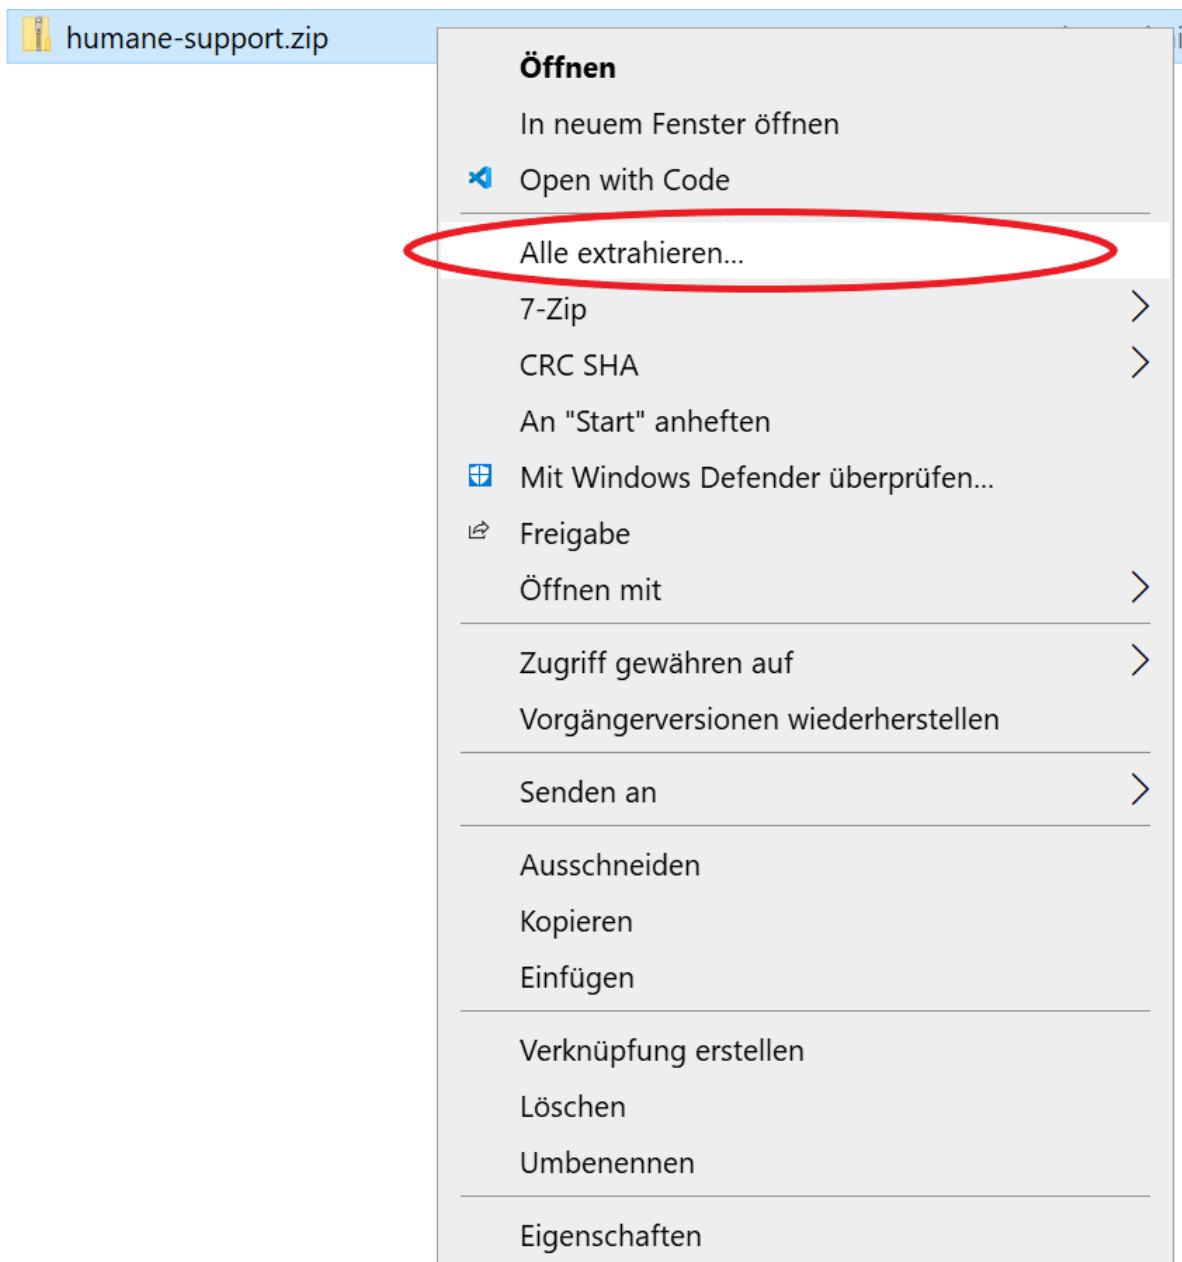 humane-support.zip
Öffnen
In neuem Fenster öffnen
Open with Code
Alle extrahieren...
7-Zip
CRC SHA
An "Start" anheften
Mit Windows Defender überprüfen...
Freigabe
Öffnen mit
Zugriff gewähren auf
Vorgängerversionen wiederherstellen
Senden an
Ausschneiden
Kopieren
Einfügen
Verknüpfung erstellen
Löschen
Umbenennen
Eigenschaften